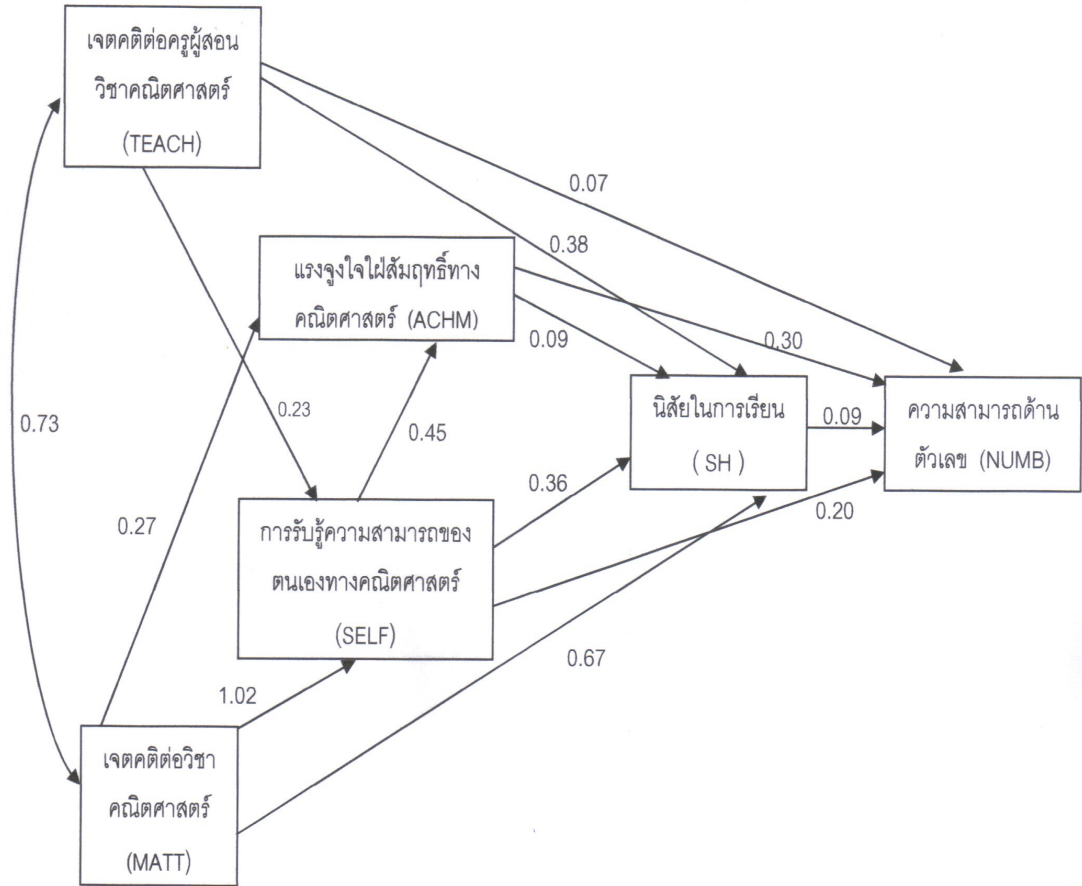 เจตคติต่อครูผู้สอน
วิชาคณิตศาสตร์
(TEACH)
0.07
0.38
แรงจูงใจใฝ่สัมฤทธิ์ทาง
คณิตศาสตร์ (ACHM)
0.30
0.09
0.73
0.23
0.45
นิสัยในการเรียน
( SH )
0.09
ความสามารถด้าน
ตัวเลข (NUMB)
0.27
0.36
0.20
การรับรู้ความสามารถของ
ตนเองทางคณิตศาสตร์
(SELF)
0.67
1.02
เจตคติต่อวิชา
คณิตศาสตร์
(MATT)